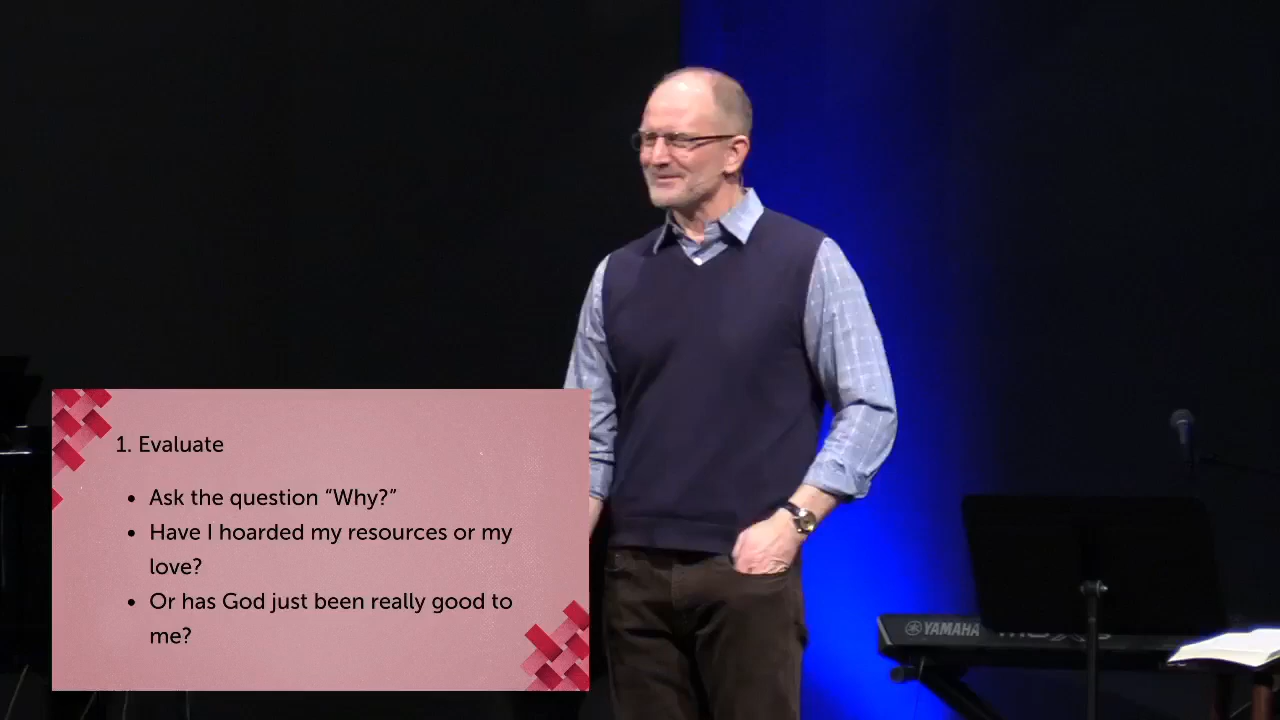 1. Evaluate
• Ask the question “Why?”
• Have I hoarded my resources or my
love?
• Or has God just been really good to
me?
YAMAHA